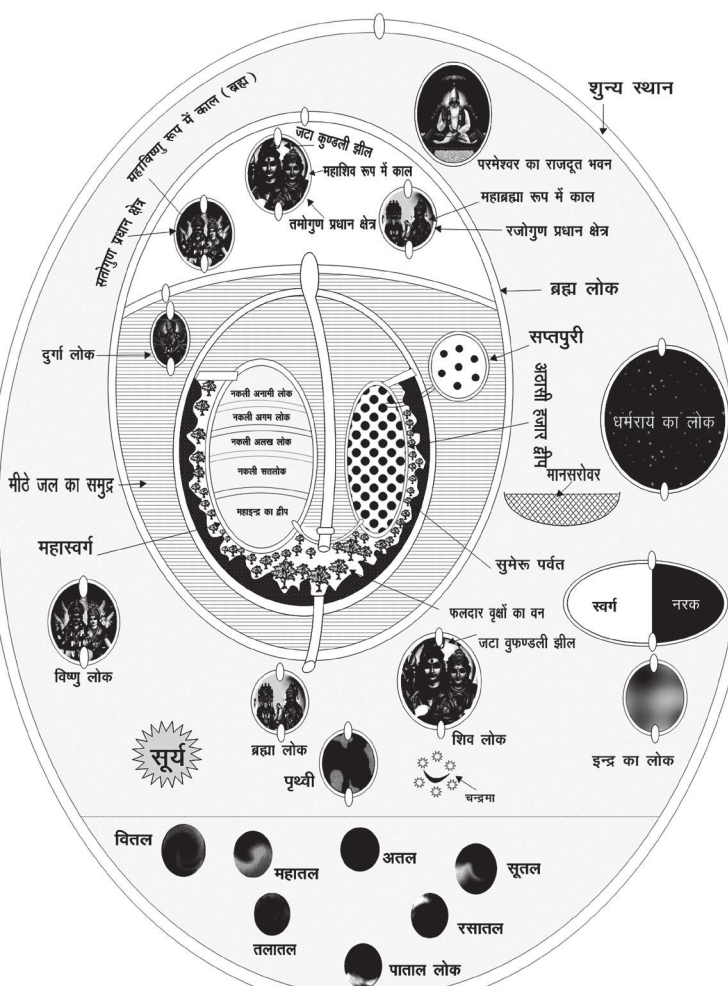 शुन्य स्थान
महाविष्णु रूप में काल (ब्रह्म)
जटा कुण्डली झील
परमेश्वर का राजदूत भवन
महाशिव रूप में काल
महाब्रह्मा रूप में काल
सतोगुण प्रधान क्षेत्र
तमोगुण प्रधान क्षेत्र
रजोगुण प्रधान क्षेत्र
ब्रह्म लोक
सप्तपुरी
दुर्गा लोक
नकली अनामी लोक
नकली अगम लोक
नकली अलख लोक
नकली सतलोक
महाइन्द्र का द्वीप
अठासी हजार द्वीप
धर्मराय का लोक
मानसरोवर
मीठे जल का समुद्र
महास्वर्ग
सुमेरू पर्वत
स्वर्ग
नरक
फलदार वृक्षों का वन
जटा वुफण्डली झील
विष्णु लोक
ब्रह्मा लोक
शिव लोक
इन्द्र का लोक
सूर्य
पृथ्वी
चन्द्रमा
वितल
महातल
अतल
सूतल
तलातल
रसातल
पाताल लोक